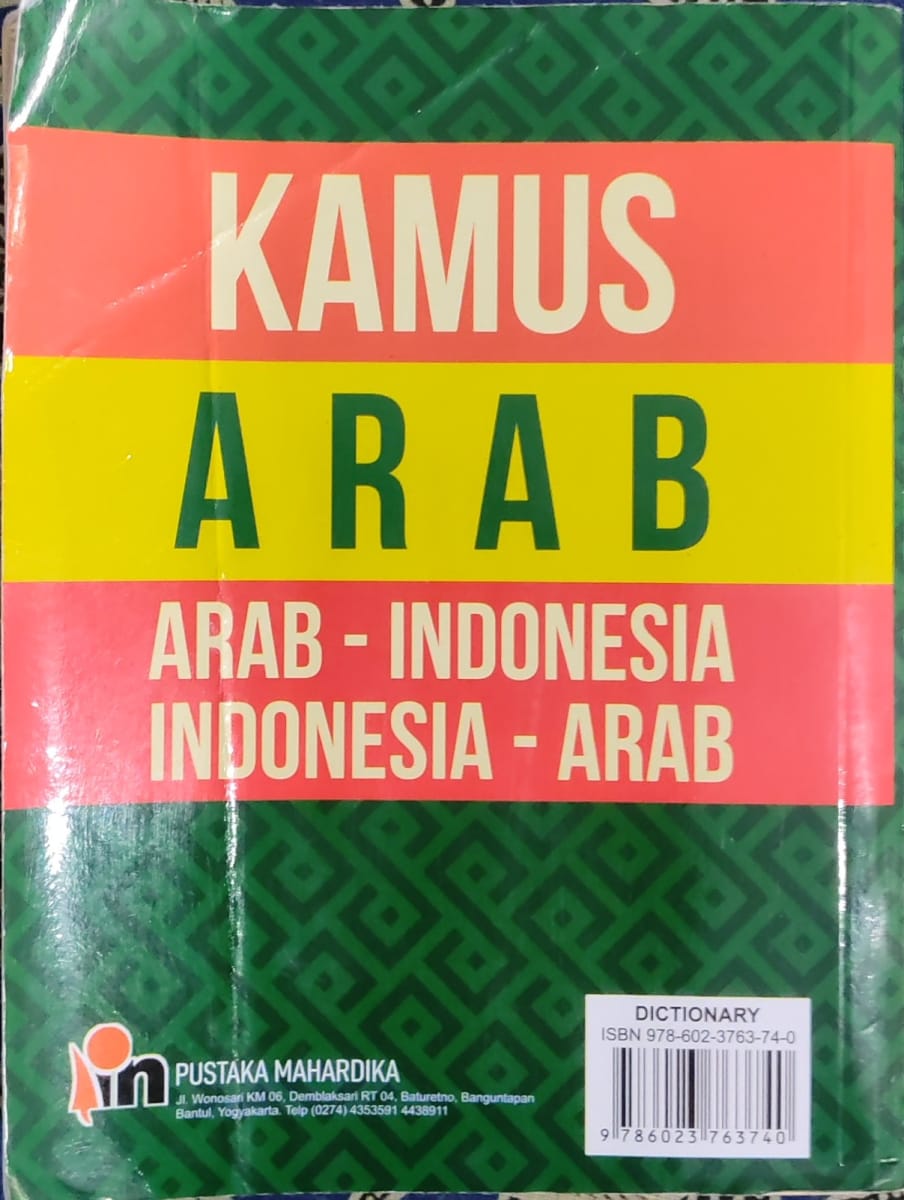 KAMUS
ARAB
ARAB - INDONESIA
INDONESIA - ARAB
in PUSTAKA MAHARDIKA
Jl. Wonosari KM 06, Demblaksari RT 04, Baturetno, Banguntapan
Bantul, Yogyakarta. Telp (0274) 4353591 4438911
DICTIONARY
ISBN 978-602-3763-74-0
9 786023 763740